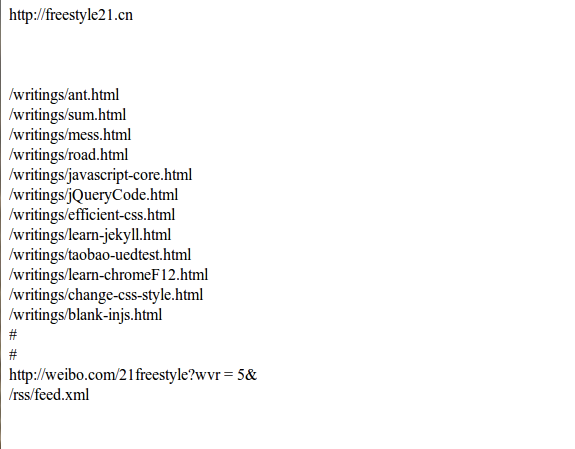 http://freestyle21.cn
/writings/ant.html
/writings/sum.html
/writings/mess.html
/writings/road.html
/writings/javascript-core.html
/writings/jQueryCode.html
/writings/efficient-css.html
/writings/learn-jekyll.html
/writings/taobao-uedtest.html
/writings/learn-chromeF12.html
/writings/change-css-style.html
/writings/blank-injs.html
#
#
http://weibo.com/21freestyle?wvr = 5&
/rss/feed.xml